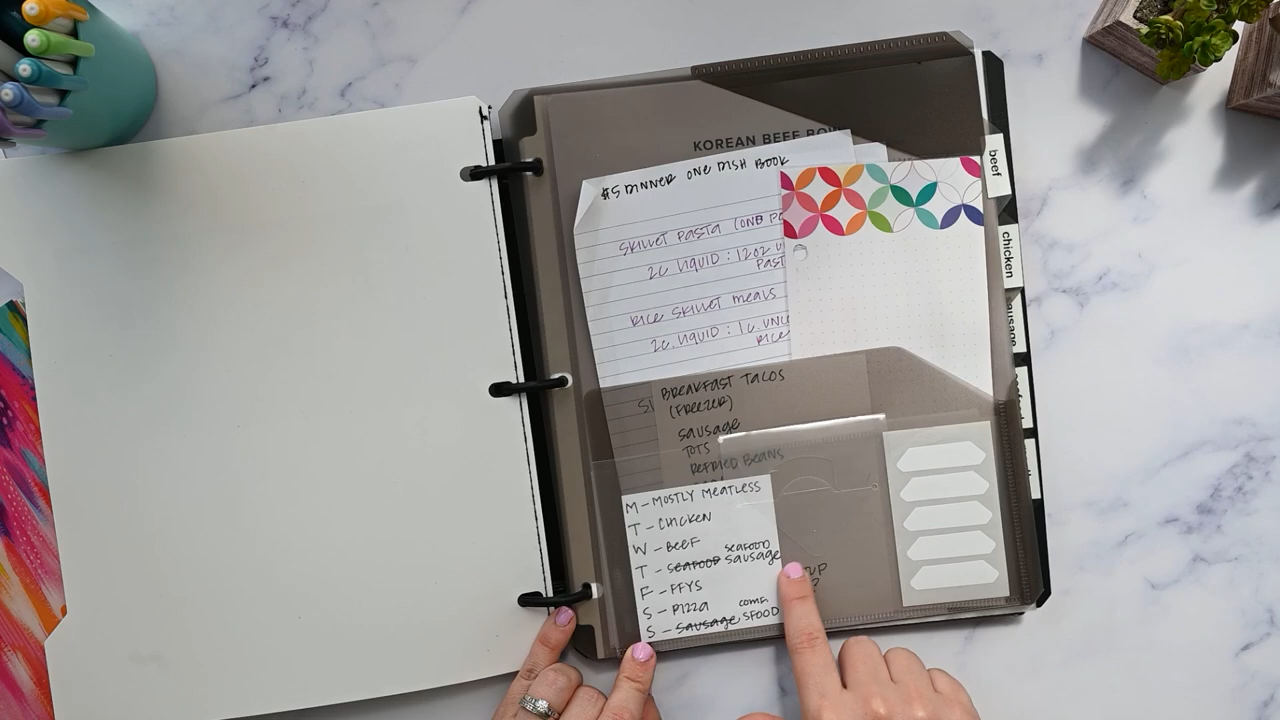 KOREAN BEEF
#5 DINNER ONE DISH BOOK
SKILLET PASTA (ONE
2C LIQUID : 12OZ
PAST
RICE SKILLET MEALS
2C. LIQUID : 1C. UNC
RICE
BREAKFAST TACOS
(FREEZER)
SAUSAGE
TOTS
REFRIED BEANS
M - MOSTLY MEATLESS
T - CHICKEN
W - BEEF
SEAFOOD
T - SEAFOOD SAUSAGE
F - FFYS
S - PIZZA
S - SAUSAGE SFOOD
beef
chicken
sausage